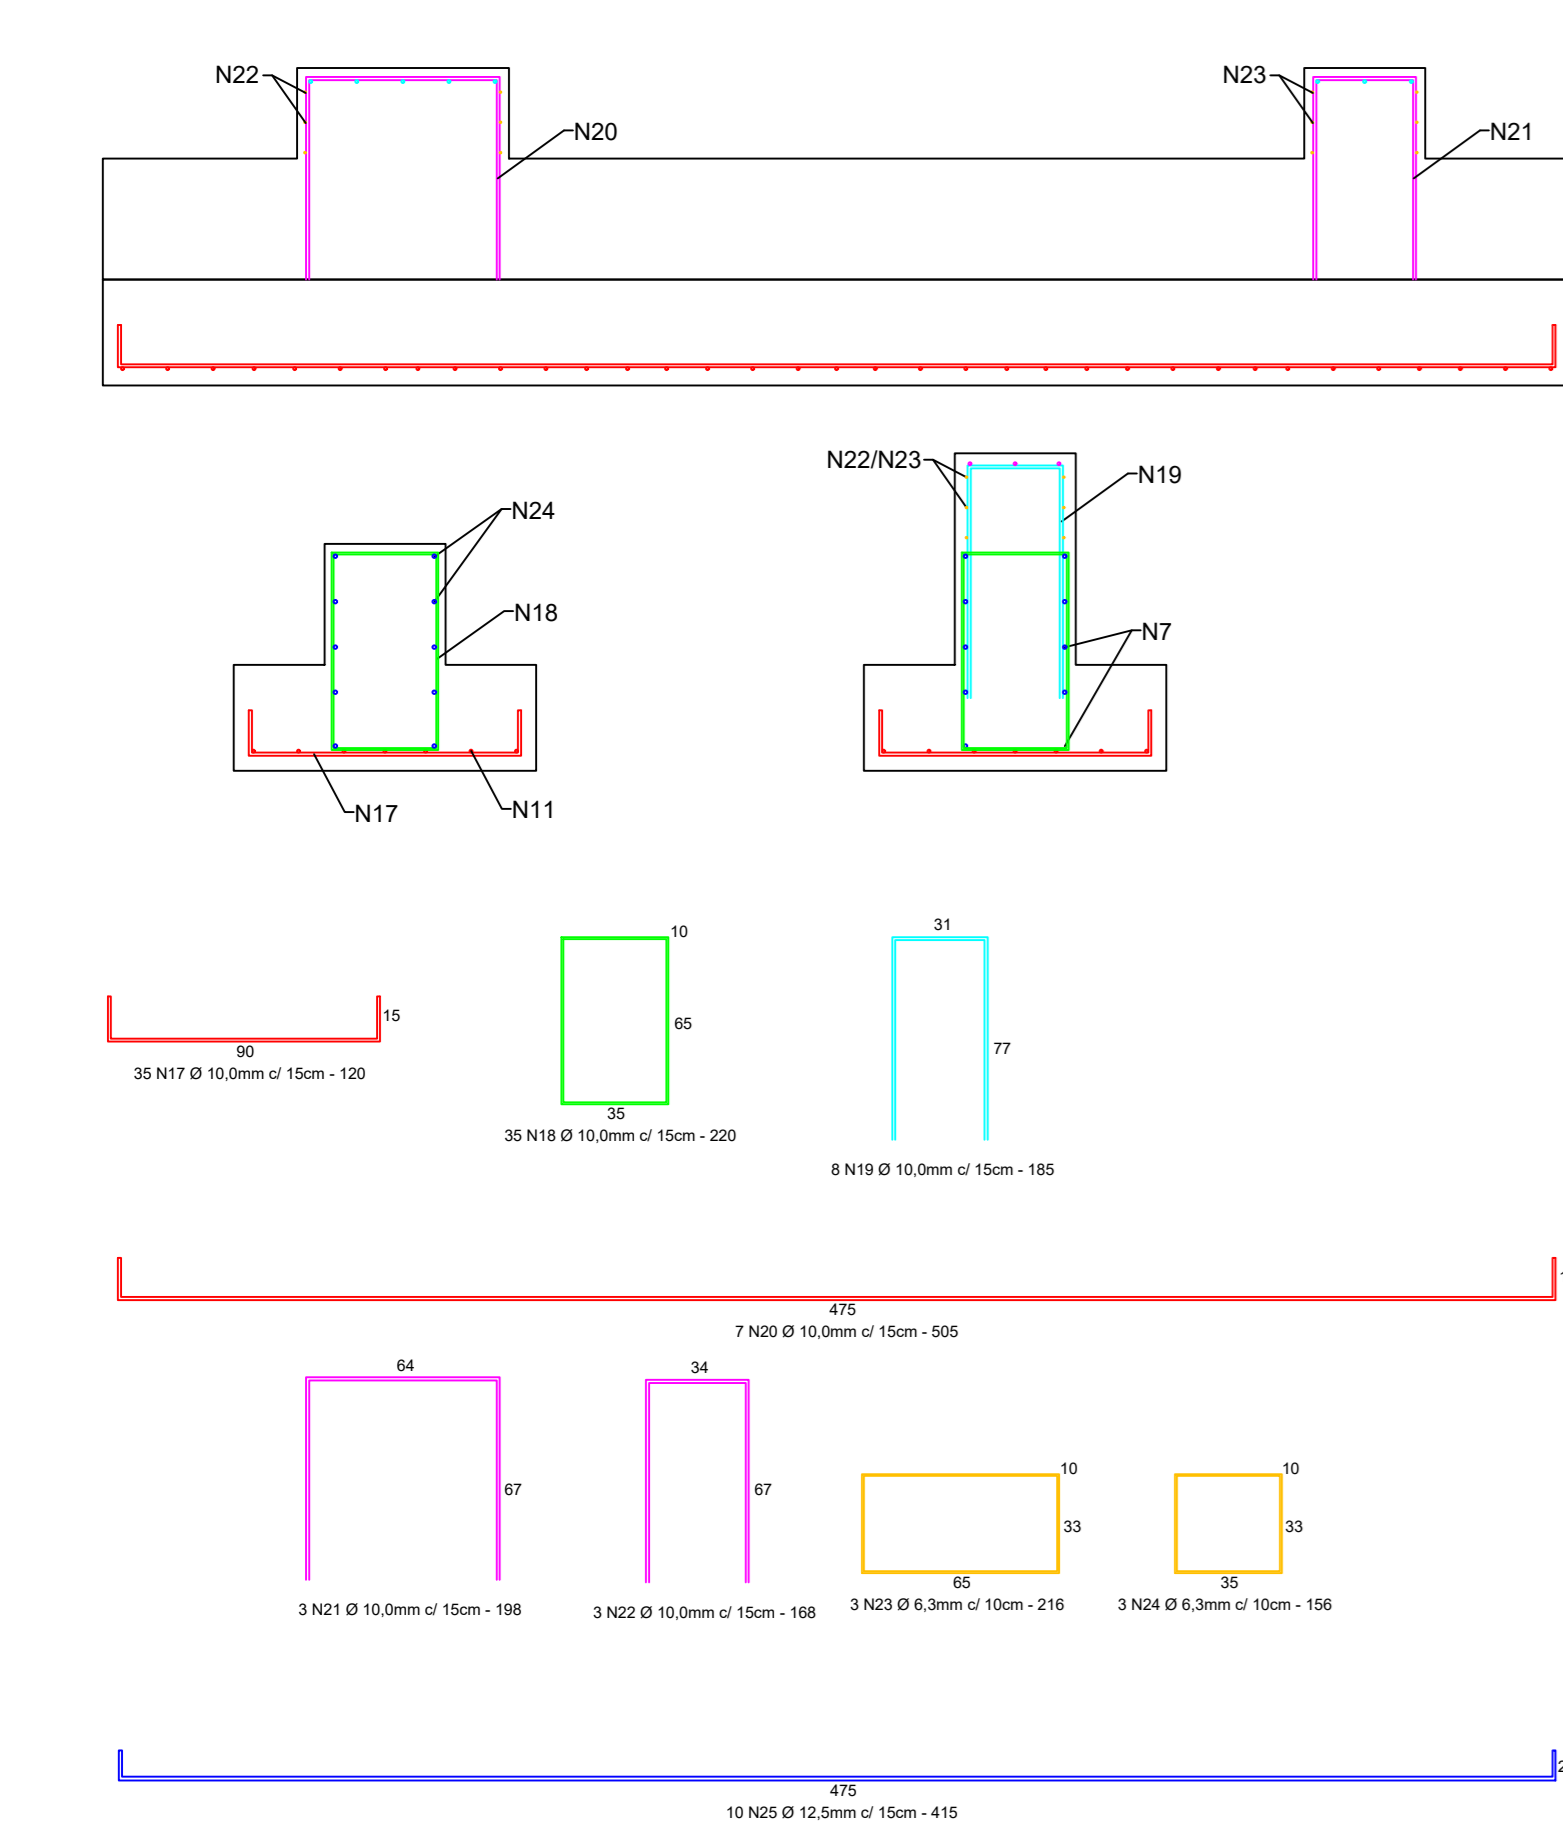 N22
N23
N20
N21
N22/N23
N19
N24
N18
N7
N17
N11
10
31
15
65
77
90
35 N17 Ø 10,0mm c/ 15cm - 120
35
35 N18 Ø 10,0mm c/ 15cm - 220
8 N19 Ø 10,0mm c/ 15cm - 185
475
7 N20 Ø 10,0mm c/ 15cm - 505
64
34
67
67
10
10
33
33
65
35
3 N21 Ø 10,0mm c/ 15cm - 198
3 N22 Ø 10,0mm c/ 15cm - 168
3 N23 Ø 6,3mm c/ 10cm - 216
3 N24 Ø 6,3mm c/ 10cm - 156
475
10 N25 Ø 12,5mm c/ 15cm - 415